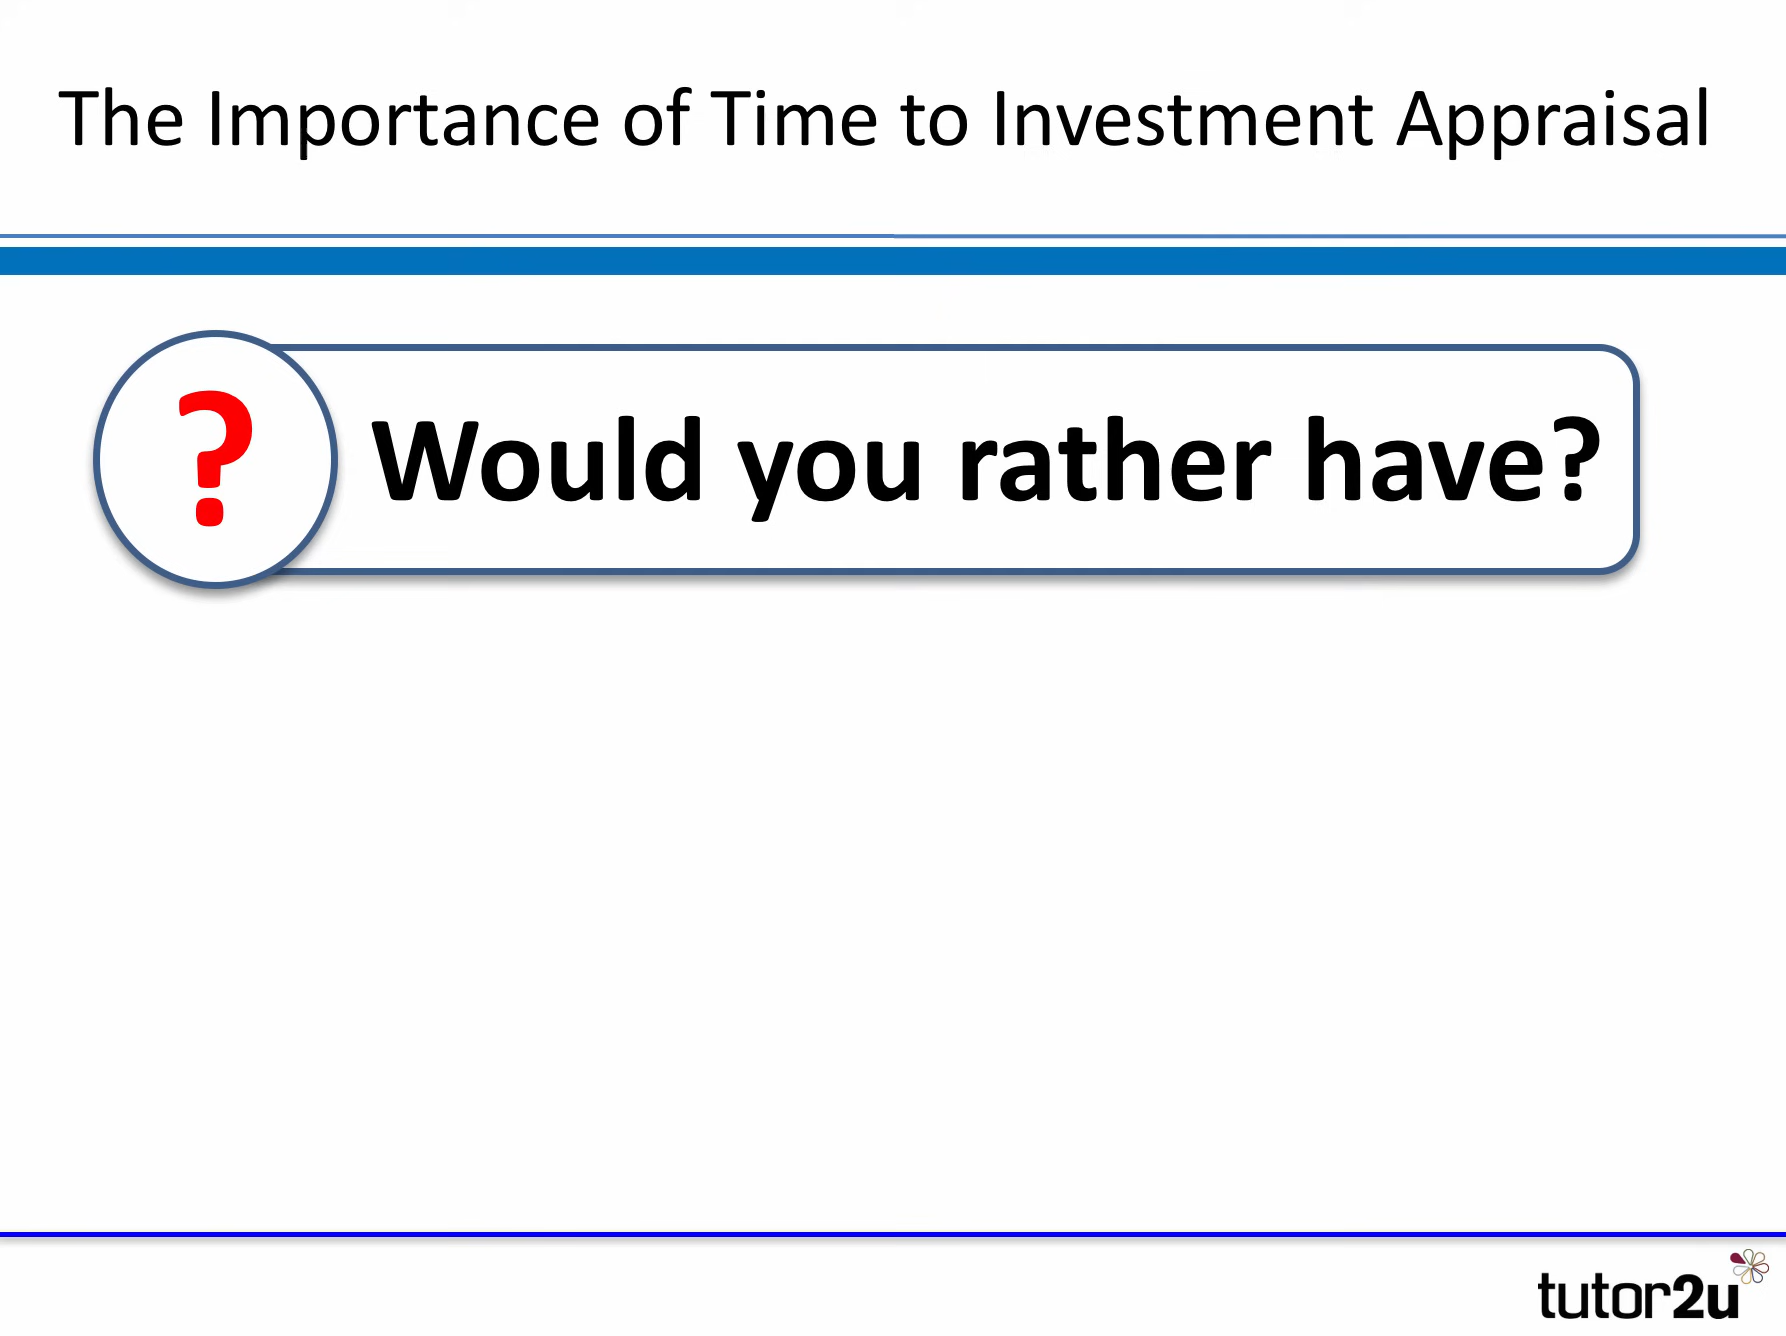 The Importance of Time to Investment Appraisal
?
Would you rather have?
tutor2u